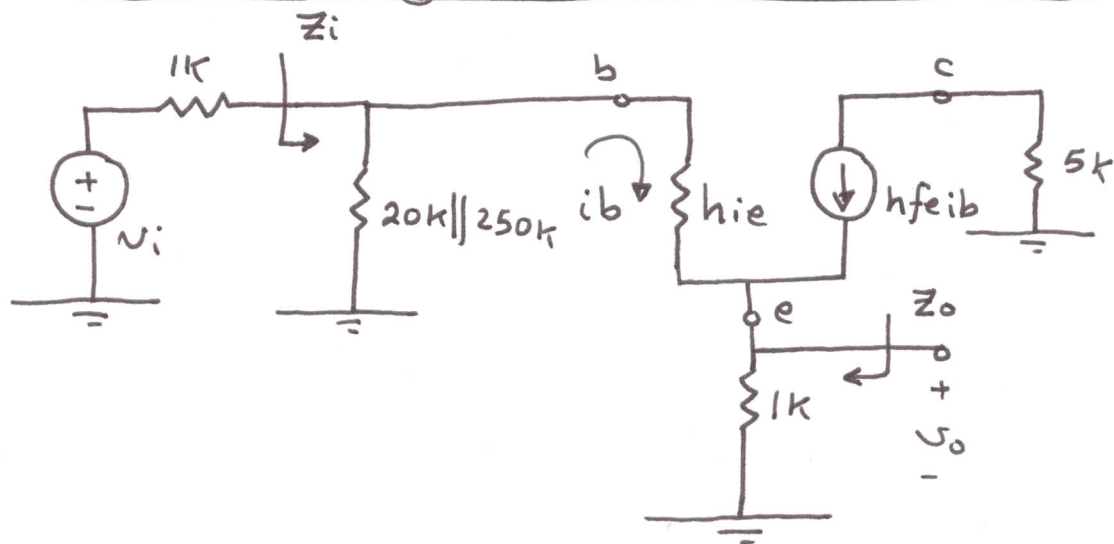 Zi
1K
b
c
+
-
vi
20K||250K
ib
hie
hfeib
5K
e
Zo
1K
+
vo
-